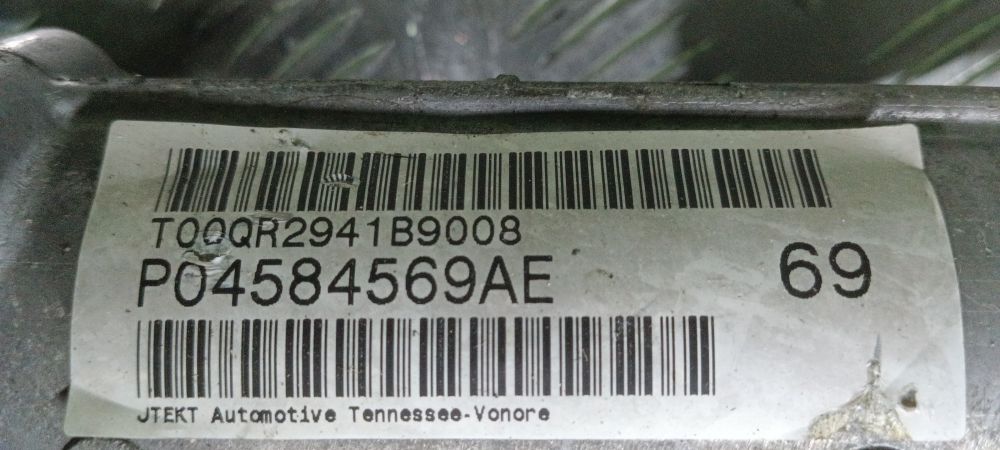 T00QR2941B9008
P04584569AE
69
JTEKT Automotive Tennessee-Vonore